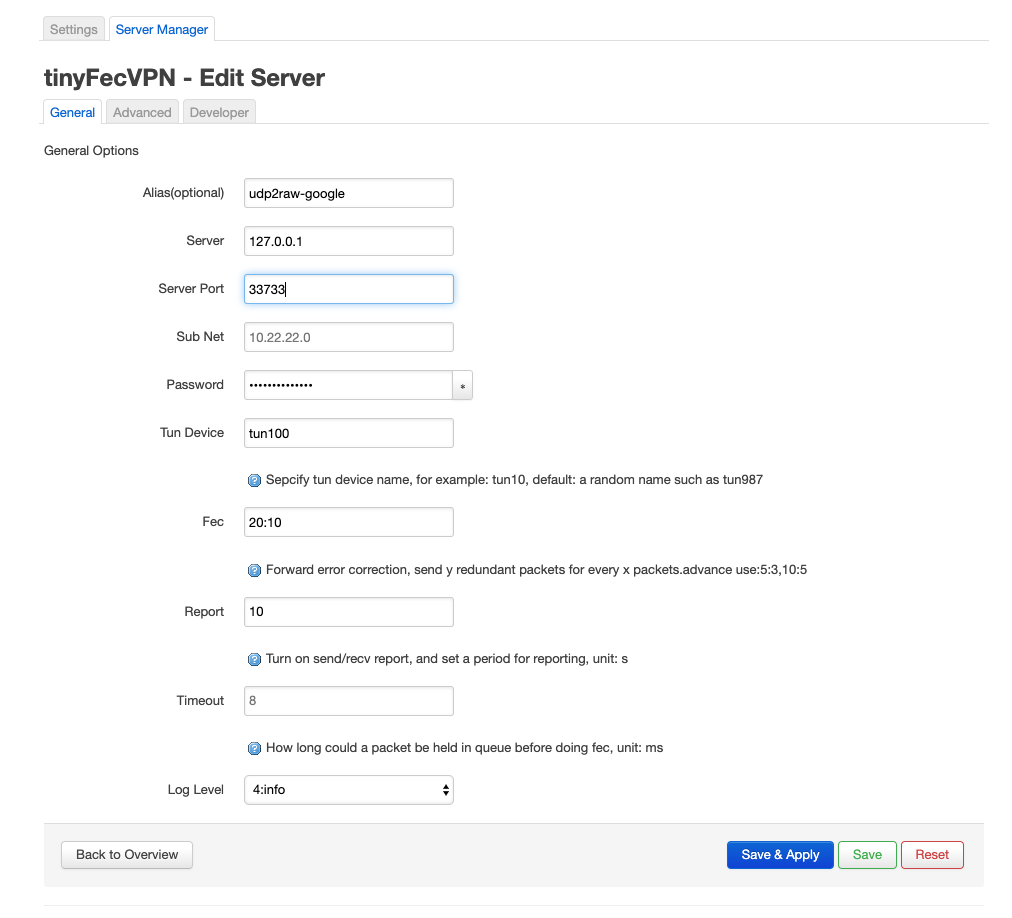 Settings Server Manager
tinyFecVPN - Edit Server
General Advanced Developer
General Options
Alias(optional) udp2raw-google
Server 127.0.0.1
Server Port 33733
Sub Net 10.22.22.0
Password •••••••••••••• *
Tun Device tun100
Sepcify tun device name, for example: tun10, default: a random name such as tun987
Fec 20:10
Forward error correction, send y redundant packets for every x packets.advance use:5:3,10:5
Report 10
Turn on send/recv report, and set a period for reporting, unit: s
Timeout 8
How long could a packet be held in queue before doing fec, unit: ms
Log Level 4:info
Back to Overview Save & Apply Save Reset